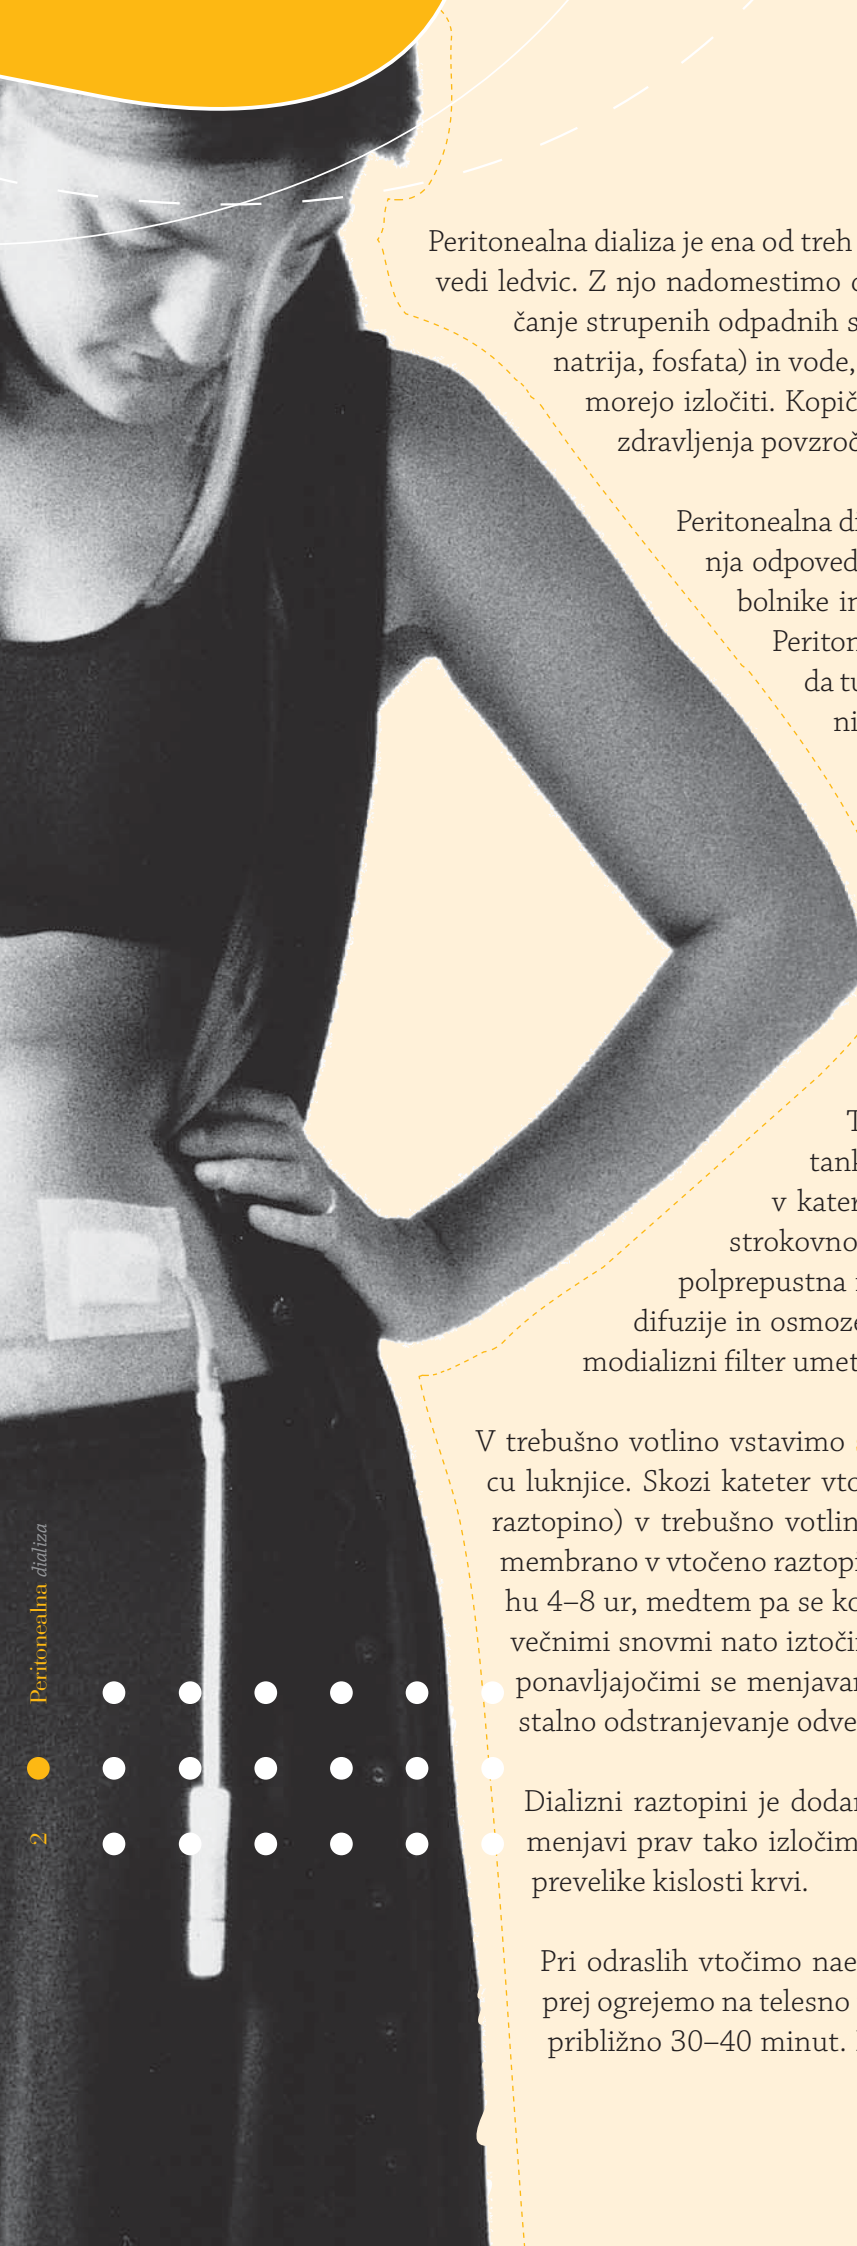 Peritonealna dializa je ena od treh
vedi ledvic. Z njo nadomestimo
čanje strupenih odpadnih
natrija, fosfata) in vode,
morejo izločiti. Kopič
zdravljenja povzroč
Peritonealna di
nja odpoved
bolnike in
Periton
da tu
ni
T
tank
v kater
strokovno
polprepustna
difuzije in osmoze
modializni filter umet
V trebušno votlino vstavimo
cu luknjice. Skozi kateter vto
raztopino) v trebušno votlin
membrano v vtočeno raztopi
hu 4–8 ur, medtem pa se ko
večnimi snovmi nato iztoči
ponavljajočimi se menjava
stalno odstranjevanje odve
Dializni raztopini je doda
menjavi prav tako izločim
prevelike kislosti krvi.
Pri odraslih vtočimo nae
prej ogrejemo na telesno
približno 30–40 minut.
Peritonealna dializa
2